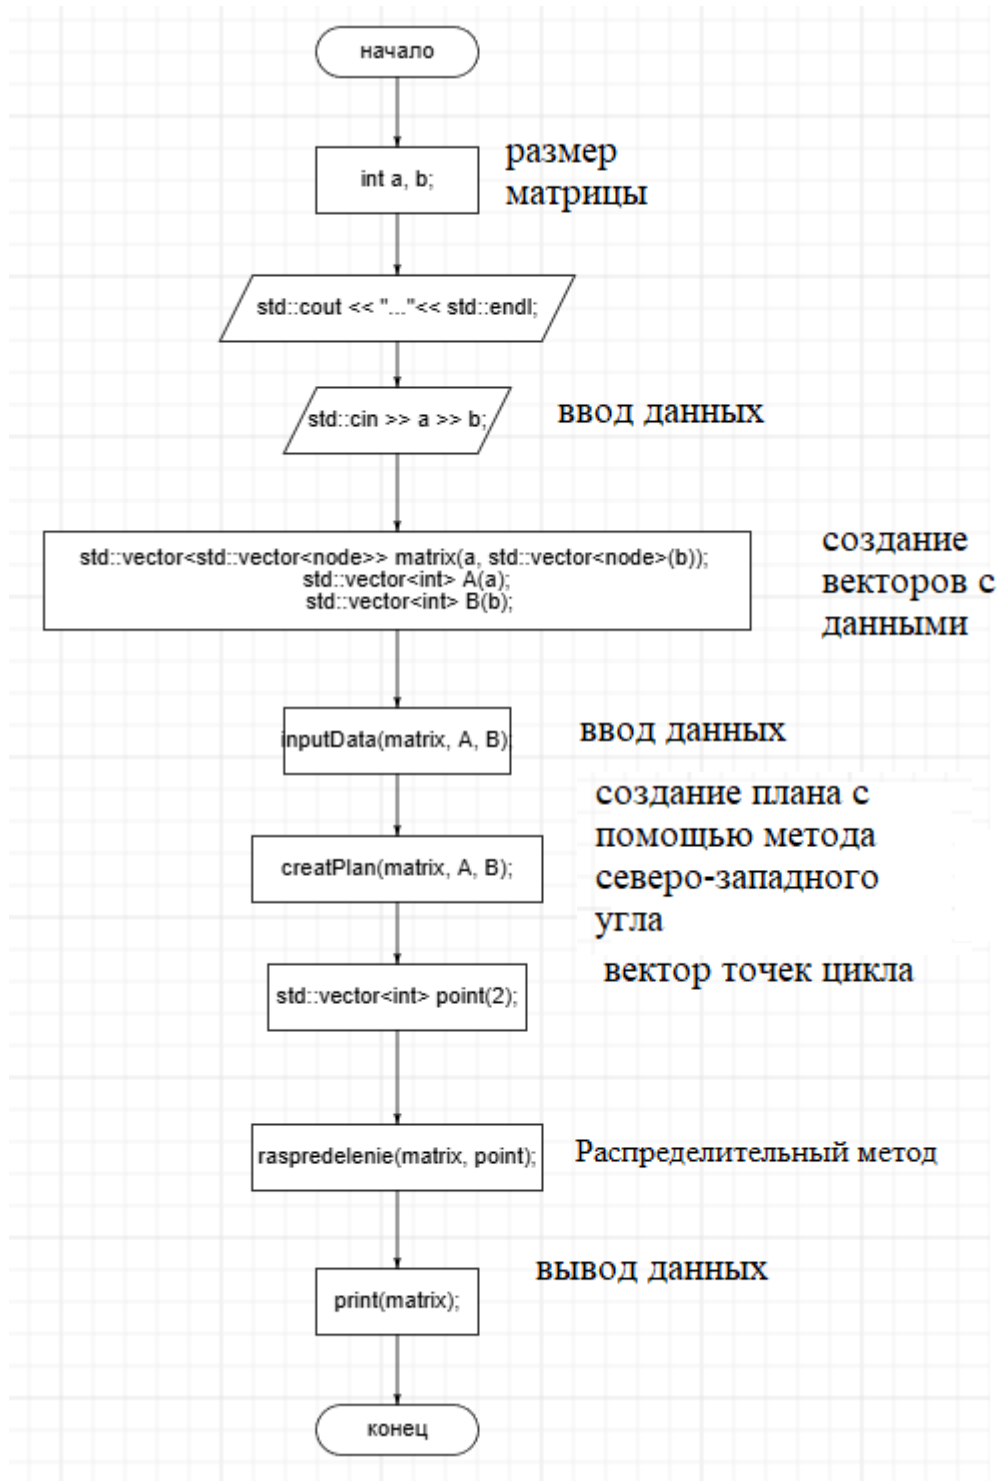 начало
int a, b;
размер
матрицы
std::cout << "..."<< std::endl;
std::cin >> a >> b;
ввод данных
std::vector<std::vector<node>> matrix(a, std::vector<node>(b));
std::vector<int> A(a);
std::vector<int> B(b);
создание
векторов с
данными
inputData(matrix, A, B);
ввод данных
creatPlan(matrix, A, B);
создание плана с
помощью метода
северо-западного
угла
std::vector<int> point(2);
вектор точек цикла
raspredelenie(matrix, point);
Распределительный метод
print(matrix);
вывод данных
конец